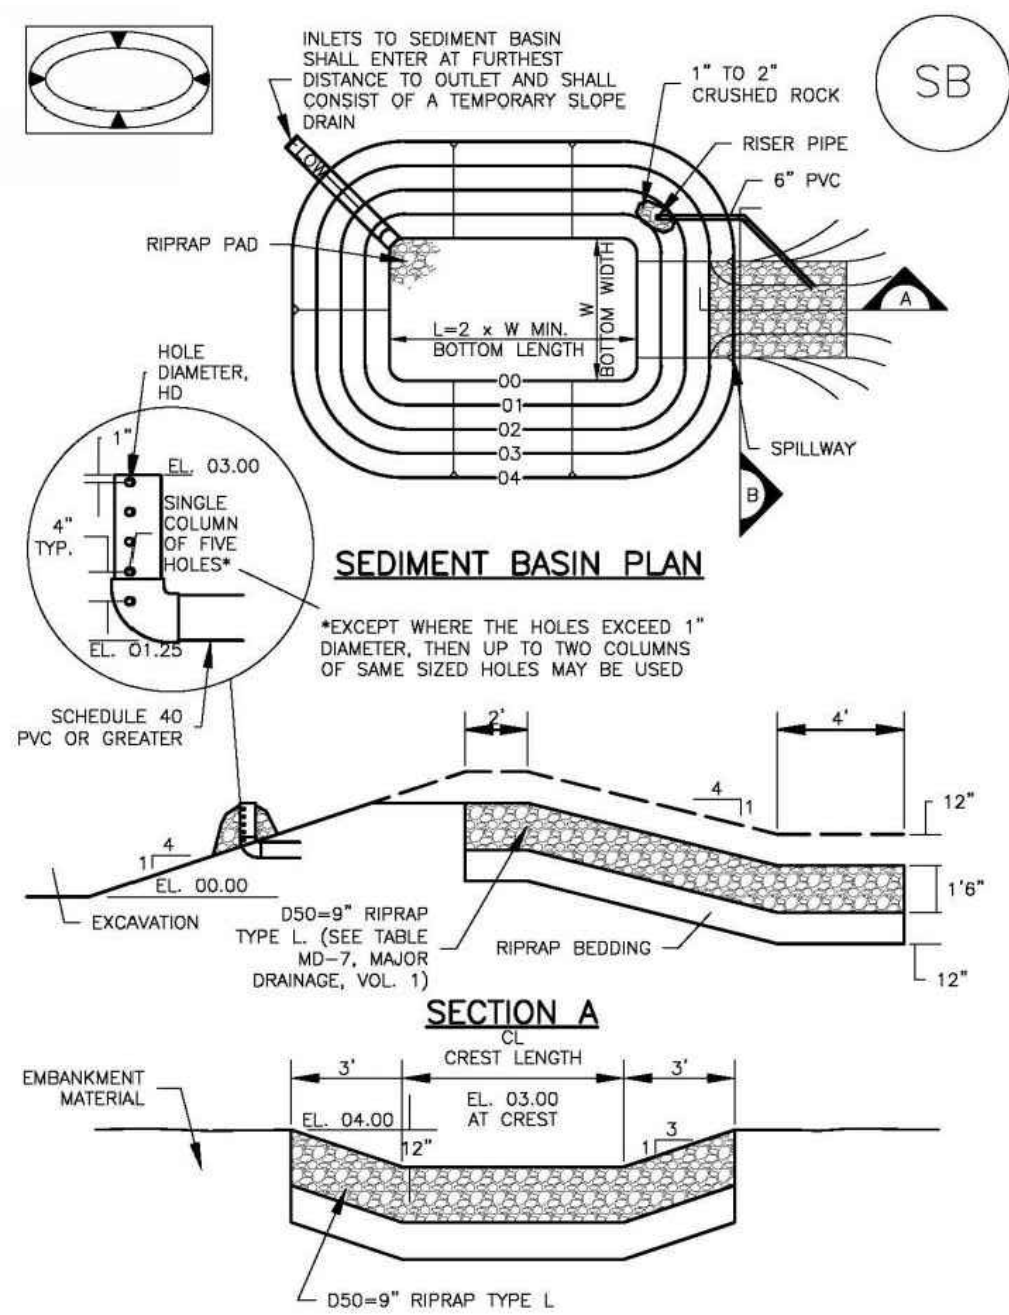 INLETS TO SEDIMENT BASIN
SHALL ENTER AT FURTHEST
DISTANCE TO OUTLET AND SHALL
CONSIST OF A TEMPORARY SLOPE
DRAIN
1" TO 2"
CRUSHED ROCK
SB
RISER PIPE
6" PVC
FLOW
RIPRAP PAD
A
W
BOTTOM WIDTH
L=2 x W MIN.
BOTTOM LENGTH
00
01
02
03
04
SPILLWAY
B
HOLE
DIAMETER,
HD
1"
EL. 03.00
4"
TYP.
SINGLE
COLUMN
OF FIVE
HOLES*
EL. 01.25
SEDIMENT BASIN PLAN
*EXCEPT WHERE THE HOLES EXCEED 1"
DIAMETER, THEN UP TO TWO COLUMNS
OF SAME SIZED HOLES MAY BE USED
SCHEDULE 40
PVC OR GREATER
2'
4'
4
1
12"
4
1
EL. 00.00
1'6"
EXCAVATION
D50=9" RIPRAP
TYPE L. (SEE TABLE
MD-7, MAJOR
DRAINAGE, VOL. 1)
RIPRAP BEDDING
12"
SECTION A
CL
CREST LENGTH
3'
3'
EMBANKMENT
MATERIAL
EL. 04.00
EL. 03.00
AT CREST
12"
3
1
D50=9" RIPRAP TYPE L